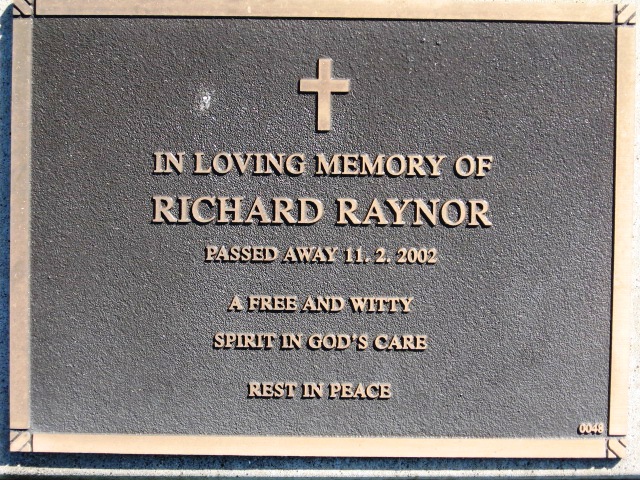 IN LOVING MEMORY OF
RICHARD RAYNOR
PASSED AWAY 11. 2. 2002
A FREE AND WITTY
SPIRIT IN GOD'S CARE
REST IN PEACE
0048